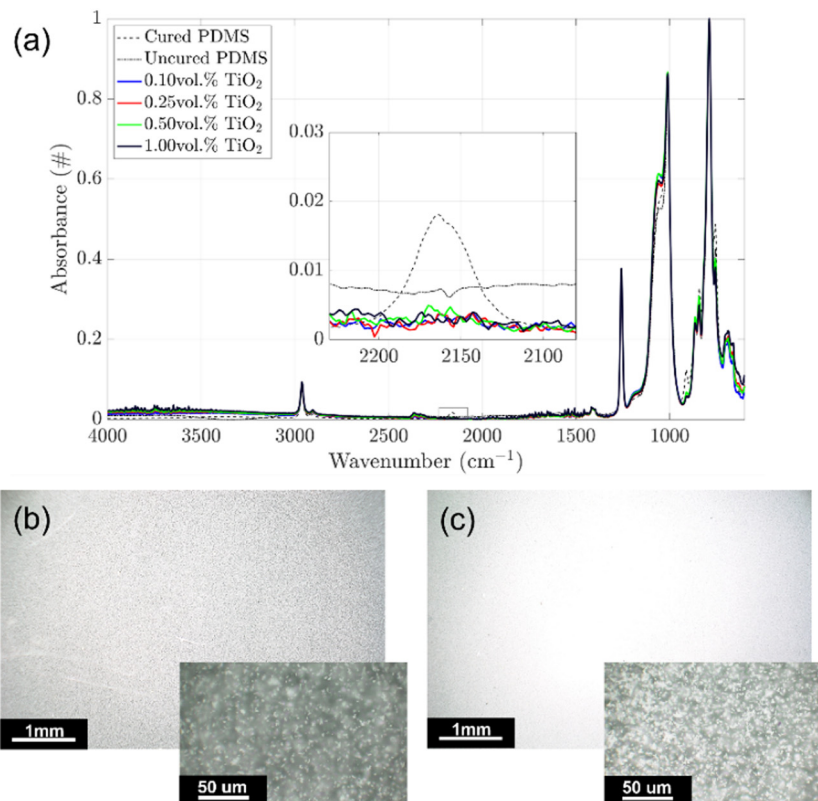 (a)
Cured PDMS
Uncured PDMS
0.10vol.% TiO₂
0.25vol.% TiO₂
0.50vol.% TiO₂
1.00vol.% TiO₂
1
0.8
0.6
0.4
0.2
0
Absorbance (#)
0.03
0.02
0.01
0
2200 2150 2100
4000 3500 3000 2500 2000 1500 1000
Wavenumber (cm⁻¹)
(b)
1mm
50 um
(c)
1mm
50 um